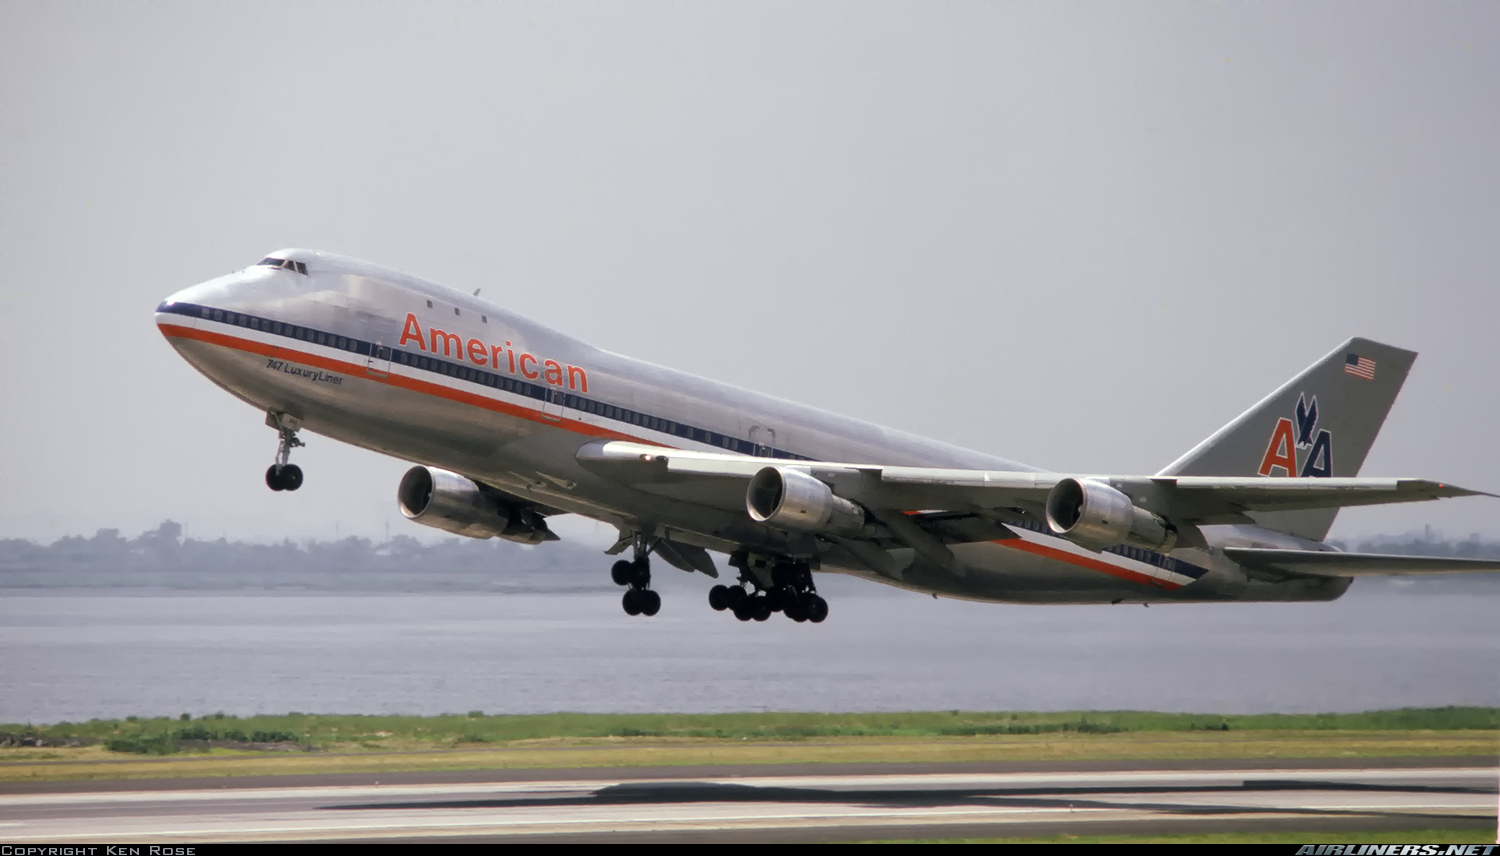 American
747 LuxuryLiner
AA
Copyright Ken Rose
AIRLINERS.NET